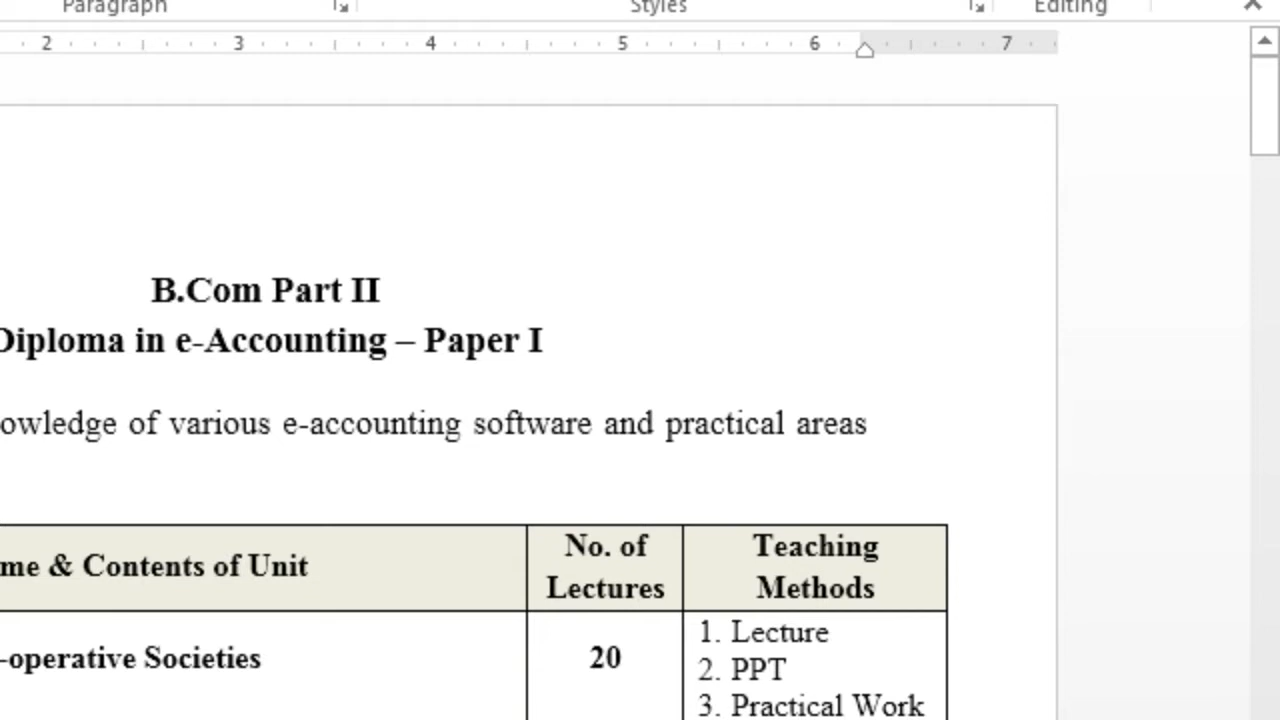 Paragraph Styles Editing
2 3 4 5 6 7
B.Com Part II
Diploma in e-Accounting – Paper I
owledge of various e-accounting software and practical areas
me & Contents of Unit
No. of
Lectures
Teaching
Methods
-operative Societies
20
1. Lecture
2. PPT
3. Practical Work